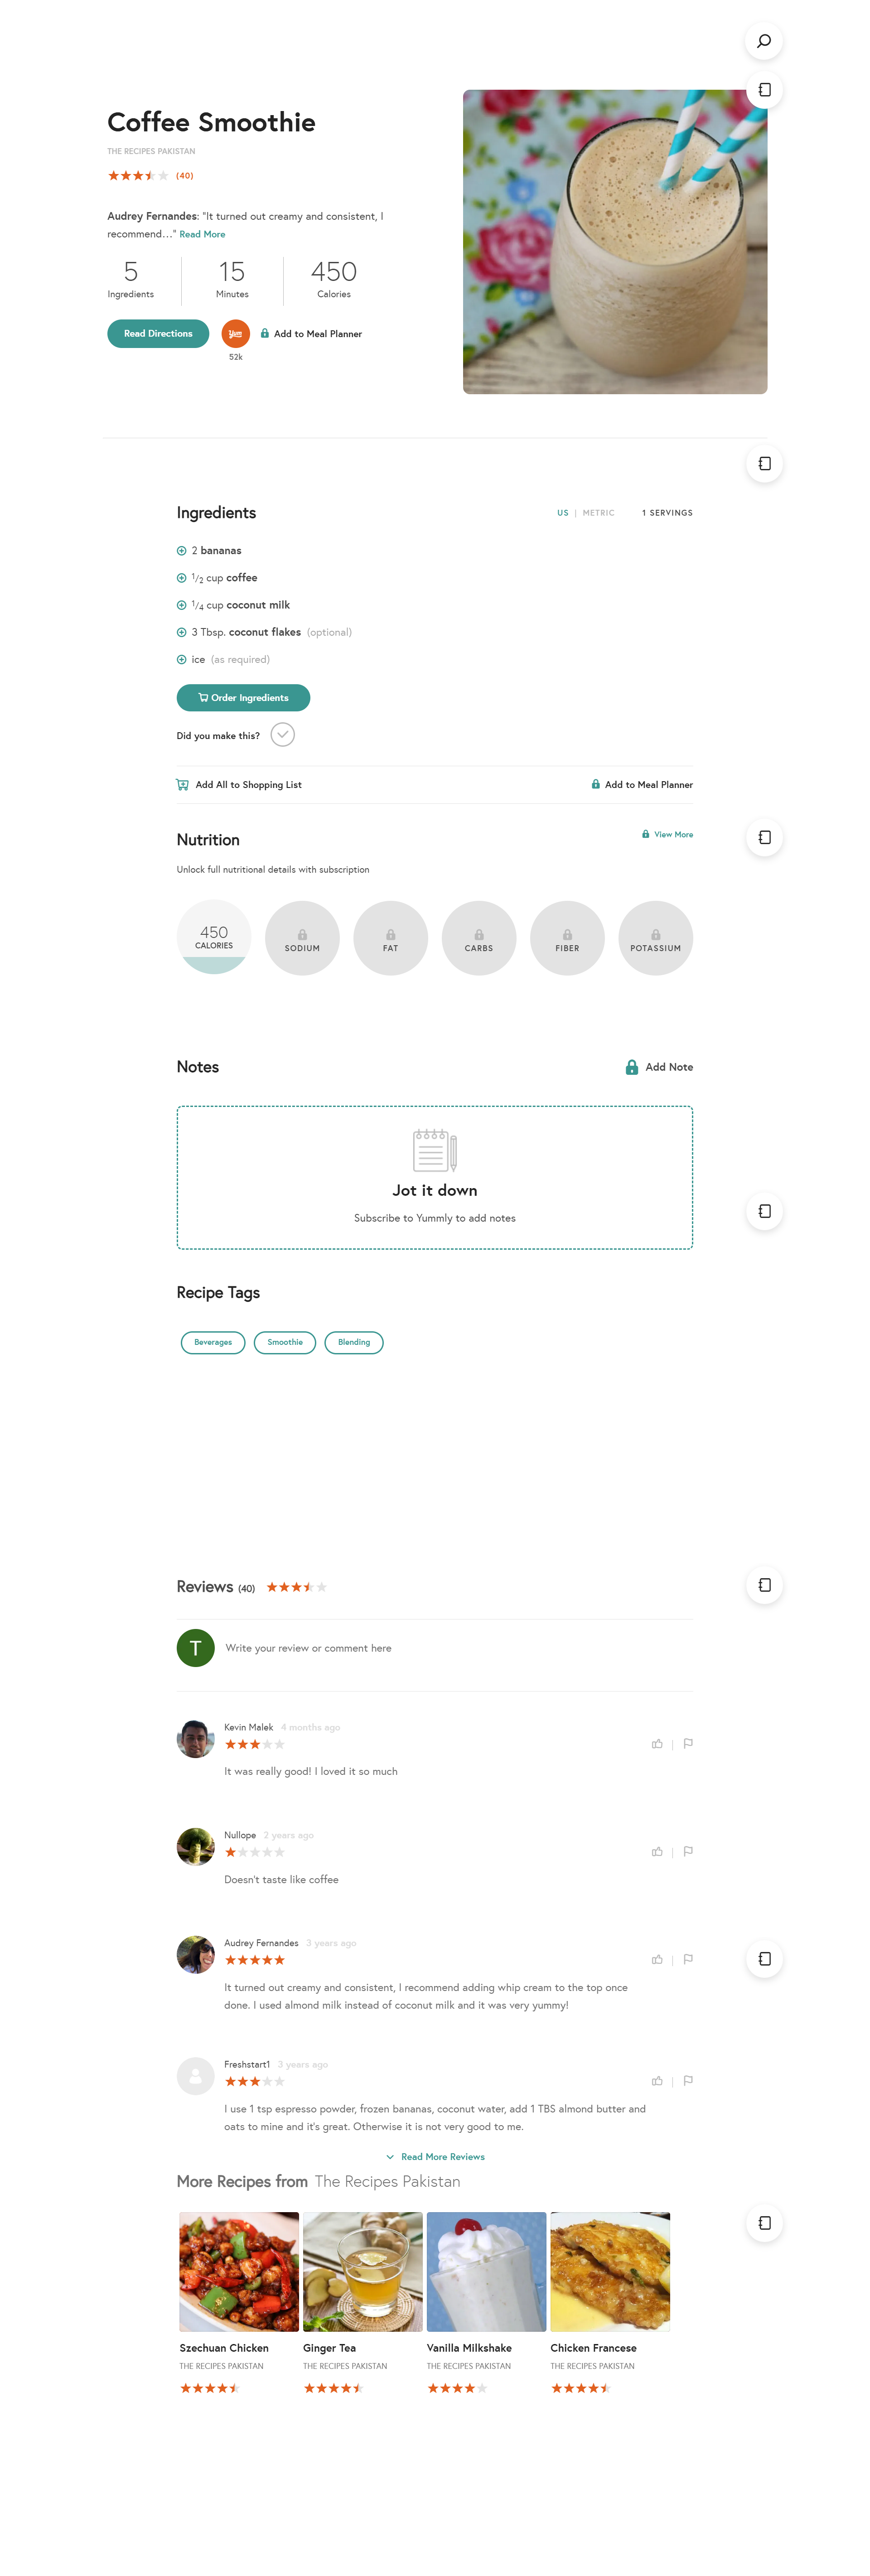 Coffee Smoothie
THE RECIPES PAKISTAN
(40)
Audrey Fernandes: "It turned out creamy and consistent, I
recommend…" Read More
5
Ingredients
15
Minutes
450
Calories
Read Directions
Yum
Add to Meal Planner
52k
Ingredients
US | METRIC
1 SERVINGS
2 bananas
1/2 cup coffee
1/4 cup coconut milk
3 Tbsp. coconut flakes (optional)
ice (as required)
Order Ingredients
Did you make this?
Add All to Shopping List
Add to Meal Planner
Nutrition
View More
Unlock full nutritional details with subscription
450
CALORIES
SODIUM
FAT
CARBS
FIBER
POTASSIUM
Notes
Add Note
Jot it down
Subscribe to Yummly to add notes
Recipe Tags
Beverages
Smoothie
Blending
Reviews (40)
T
Write your review or comment here
Kevin Malek 4 months ago
It was really good! I loved it so much
Nullope 2 years ago
Doesn't taste like coffee
Audrey Fernandes 3 years ago
It turned out creamy and consistent, I recommend adding whip cream to the top once
done. I used almond milk instead of coconut milk and it was very yummy!
Freshstart1 3 years ago
I use 1 tsp espresso powder, frozen bananas, coconut water, add 1 TBS almond butter and
oats to mine and it's great. Otherwise it is not very good to me.
Read More Reviews
More Recipes from The Recipes Pakistan
Szechuan Chicken
THE RECIPES PAKISTAN
Ginger Tea
THE RECIPES PAKISTAN
Vanilla Milkshake
THE RECIPES PAKISTAN
Chicken Francese
THE RECIPES PAKISTAN